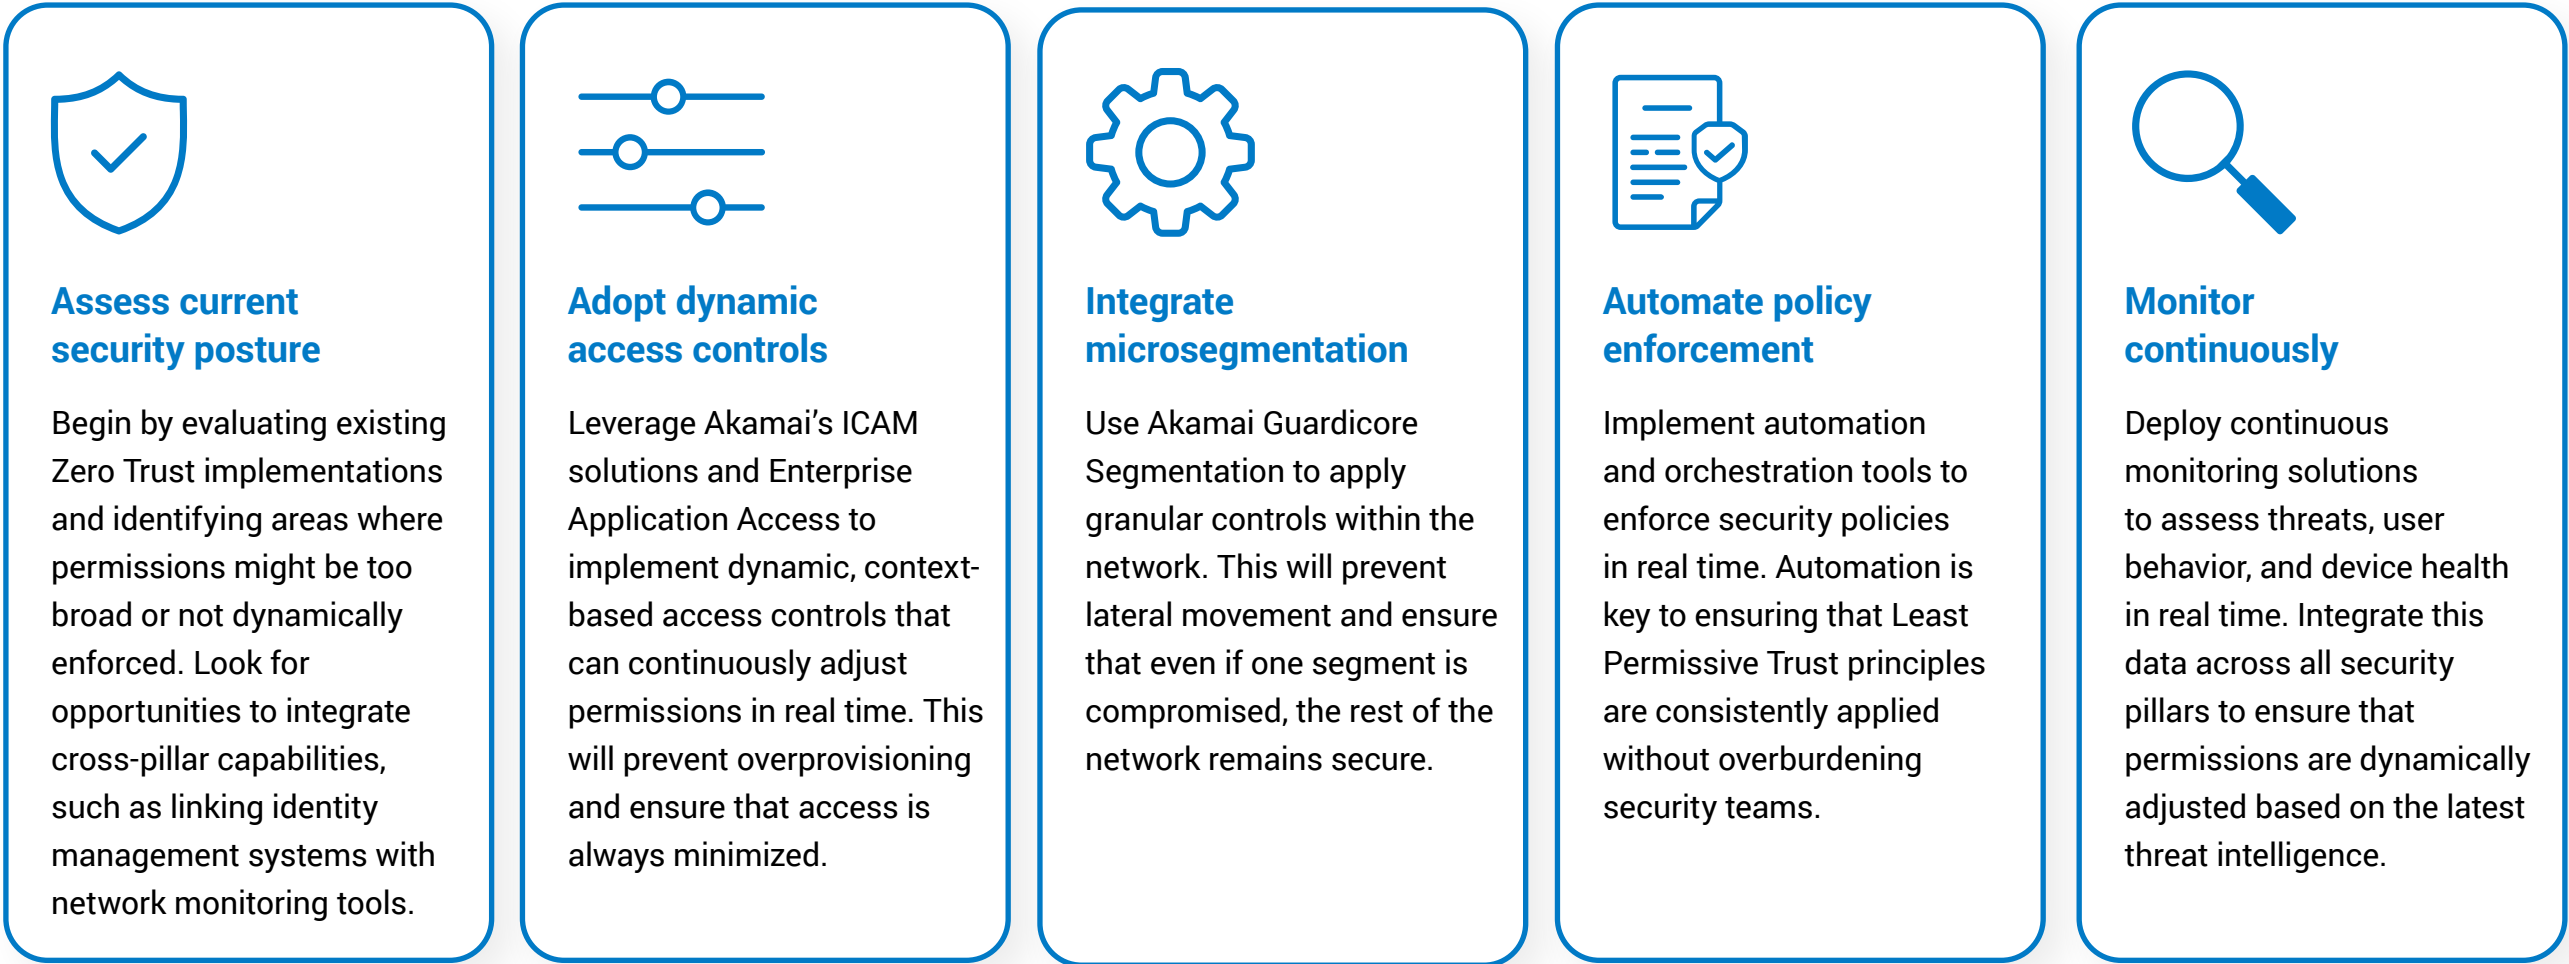 Assess current
security posture
Begin by evaluating existing
Zero Trust implementations
and identifying areas where
permissions might be too
broad or not dynamically
enforced. Look for
opportunities to integrate
cross-pillar capabilities,
such as linking identity
management systems with
network monitoring tools.
Adopt dynamic
access controls
Leverage Akamai’s ICAM
solutions and Enterprise
Application Access to
implement dynamic, context-
based access controls that
can continuously adjust
permissions in real time. This
will prevent overprovisioning
and ensure that access is
always minimized.
Integrate
microsegmentation
Use Akamai Guardicore
Segmentation to apply
granular controls within the
network. This will prevent
lateral movement and ensure
that even if one segment is
compromised, the rest of the
network remains secure.
Automate policy
enforcement
Implement automation
and orchestration tools to
enforce security policies
in real time. Automation is
key to ensuring that Least
Permissive Trust principles
are consistently applied
without overburdening
security teams.
Monitor
continuously
Deploy continuous
monitoring solutions
to assess threats, user
behavior, and device health
in real time. Integrate this
data across all security
pillars to ensure that
permissions are dynamically
adjusted based on the latest
threat intelligence.